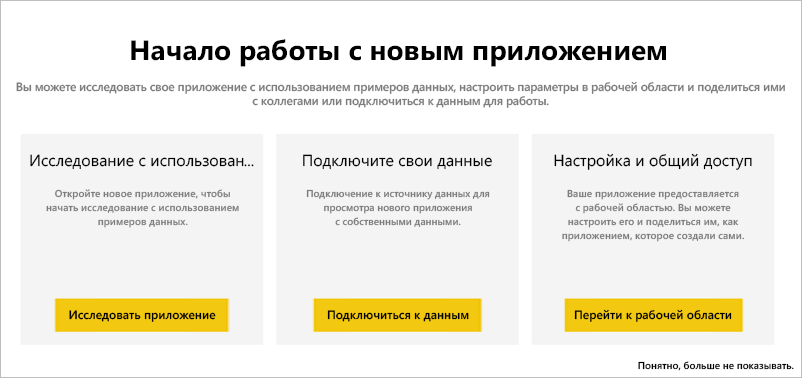 Начало работы с новым приложением
Вы можете исследовать свое приложение с использованием примеров данных, настроить параметры в рабочей области и поделиться ими
с коллегами или подключиться к данным для работы.
Исследование с использован...
Откройте новое приложение, чтобы
начать исследование с использованием
примеров данных.
Исследовать приложение
Подключите свои данные
Подключение к источнику данных для
просмотра нового приложения
с собственными данными.
Подключиться к данным
Настройка и общий доступ
Ваше приложение предоставляется
с рабочей областью. Вы можете
настроить его и поделиться им, как
приложением, которое создали сами.
Перейти к рабочей области
Понятно, больше не показывать.